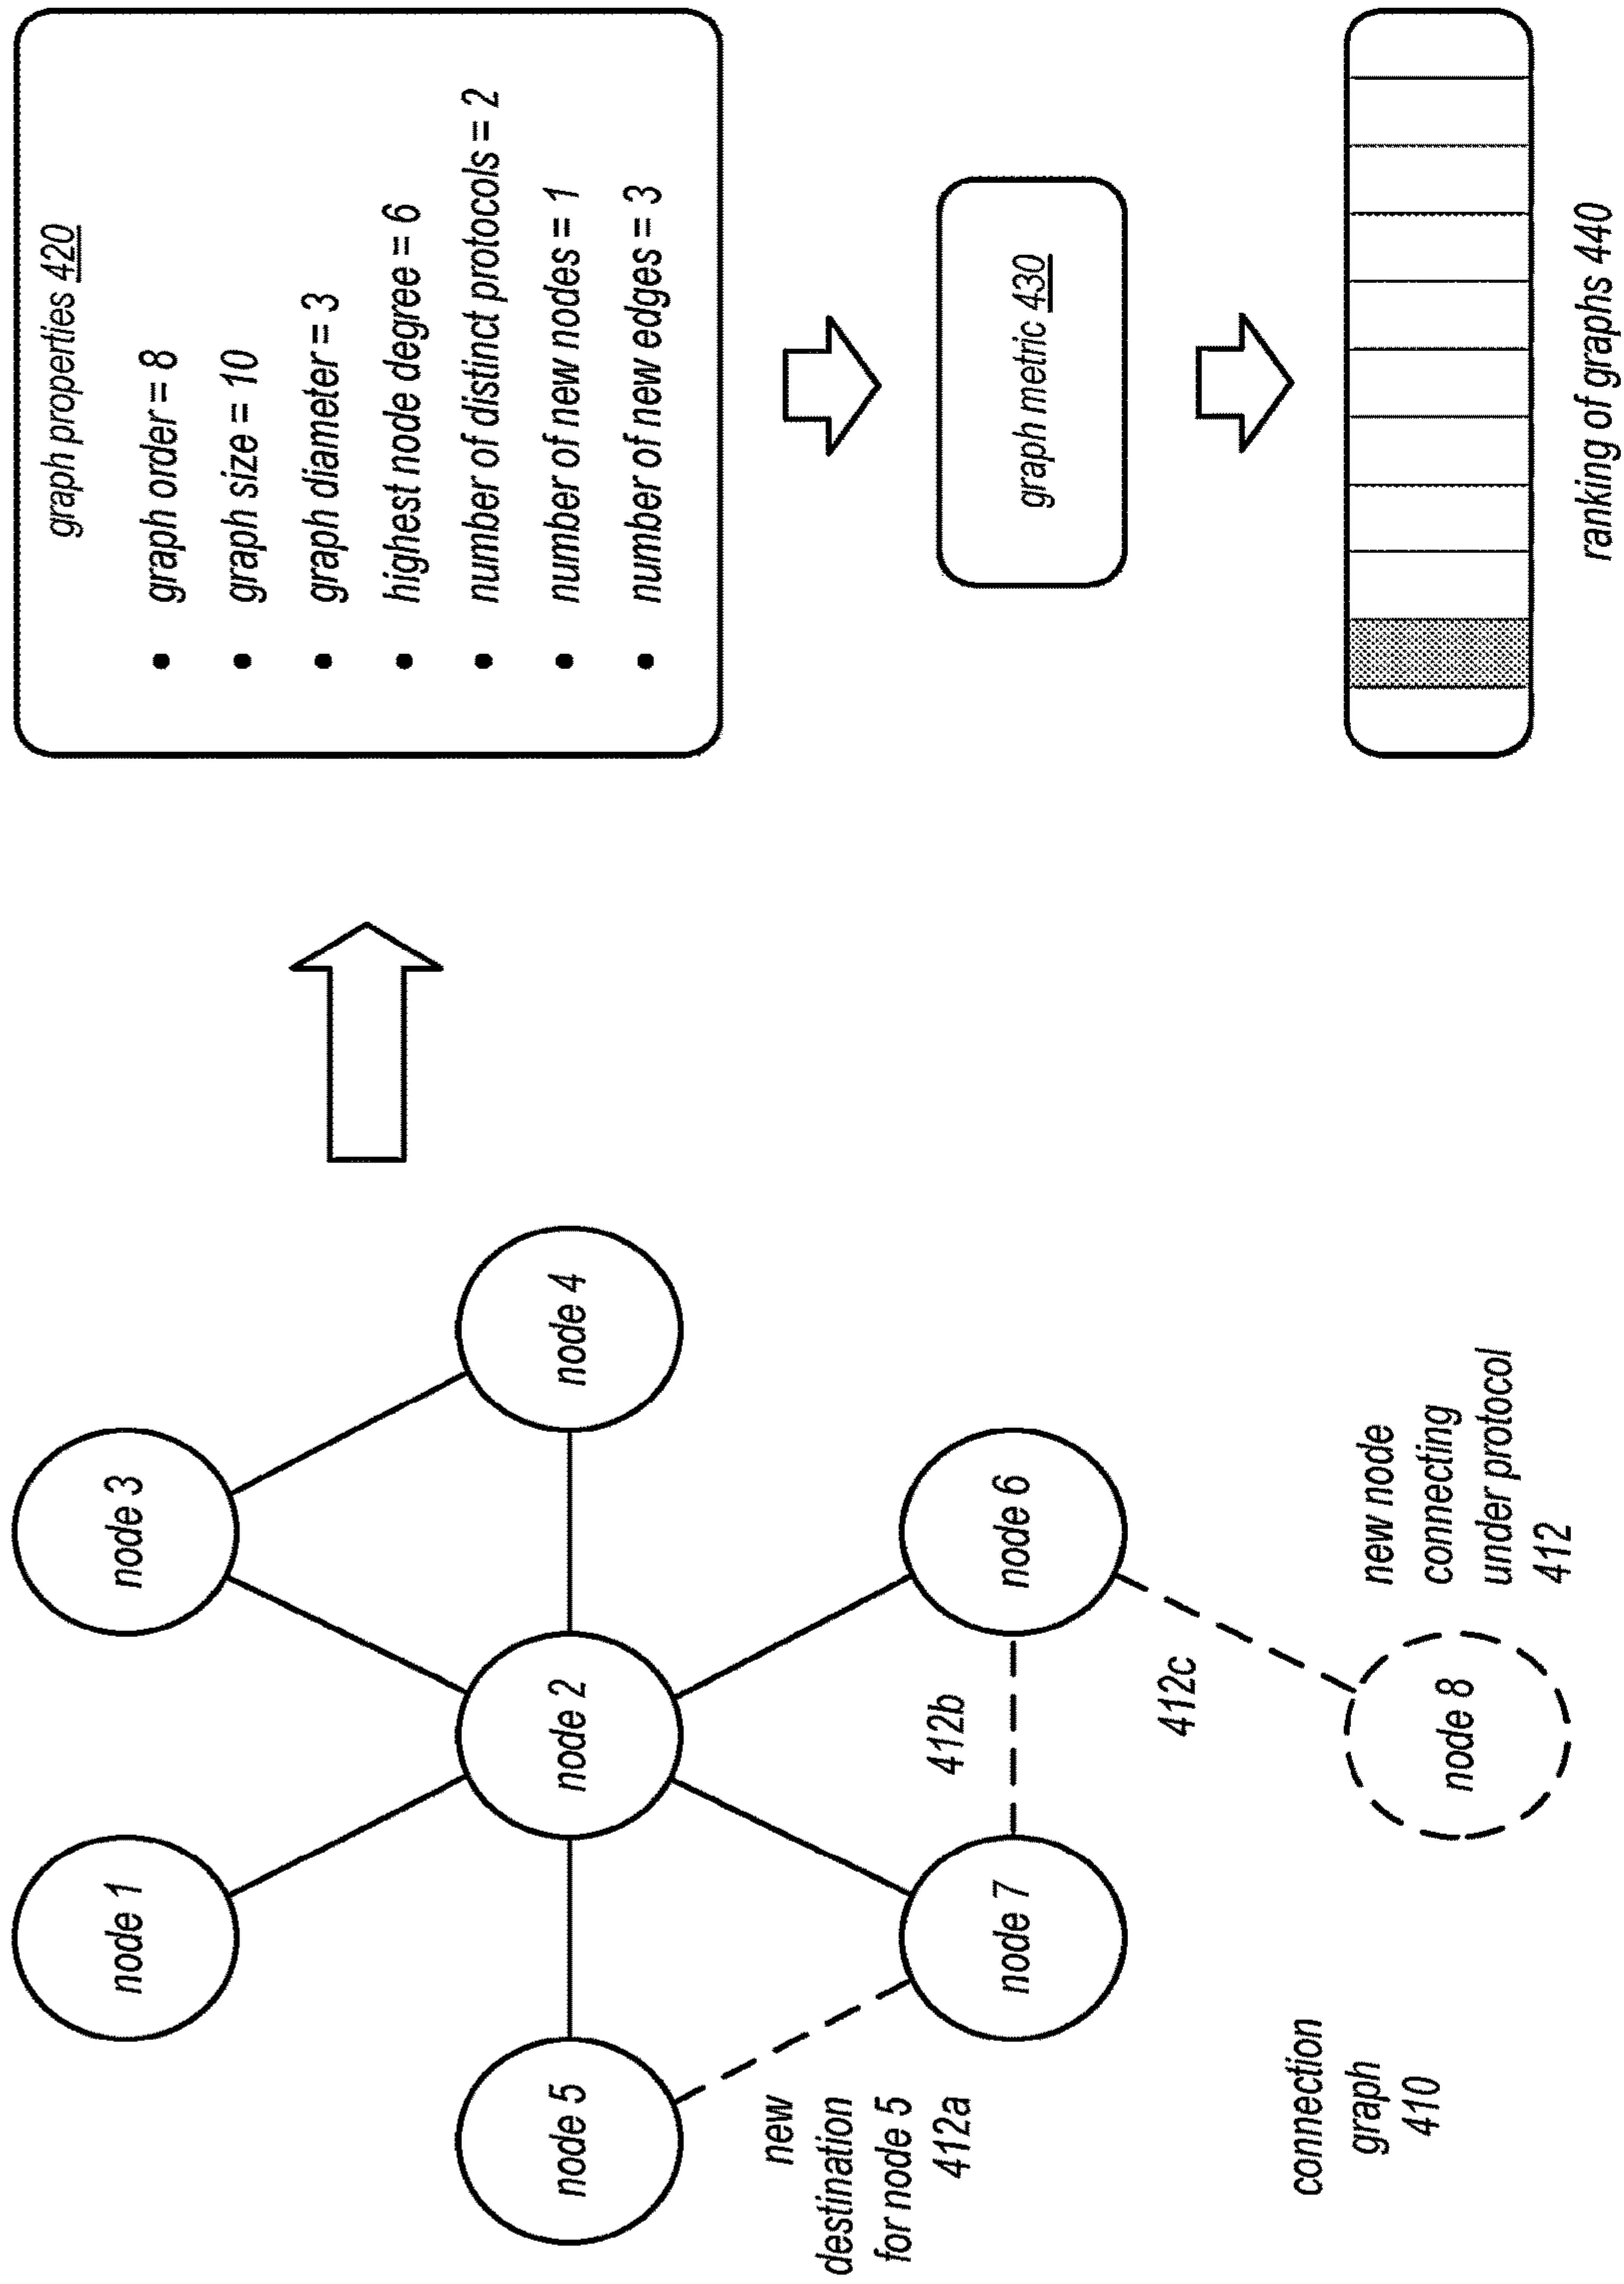 node 1
node 3
node 5
node 2
node 4
new
destination
for node 5
412a
node 7
412b
node 6
412c
connection
graph
410
node 8
new node
connecting
under protocol
412
graph properties 420
• graph order = 8
• graph size = 10
• graph diameter = 3
• highest node degree = 6
• number of distinct protocols = 2
• number of new nodes = 1
• number of new edges = 3
graph metric 430
ranking of graphs 440